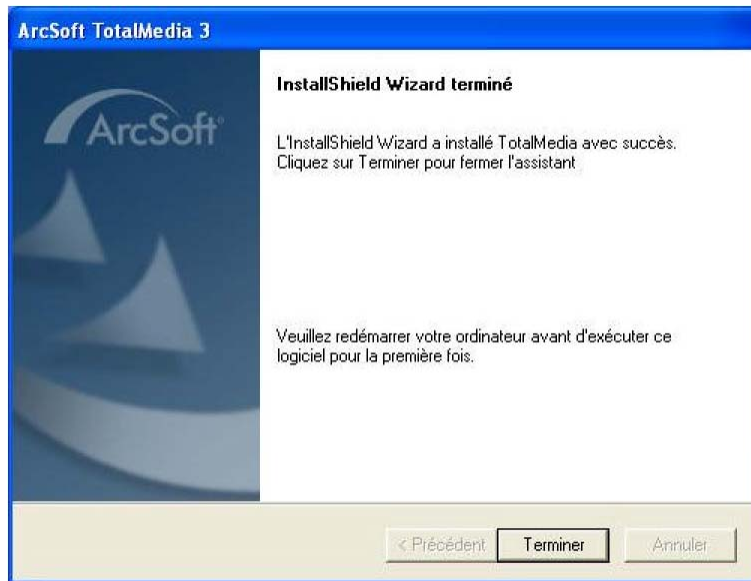 ArcSoft TotalMedia 3
ArcSoft
InstallShield Wizard terminé
L'InstallShield Wizard a installé TotalMedia avec succès.
Cliquez sur Terminer pour fermer l'assistant
Veuillez redémarrer votre ordinateur avant d'exécuter ce
logiciel pour la première fois.
< Précédent
Terminer
Annuler